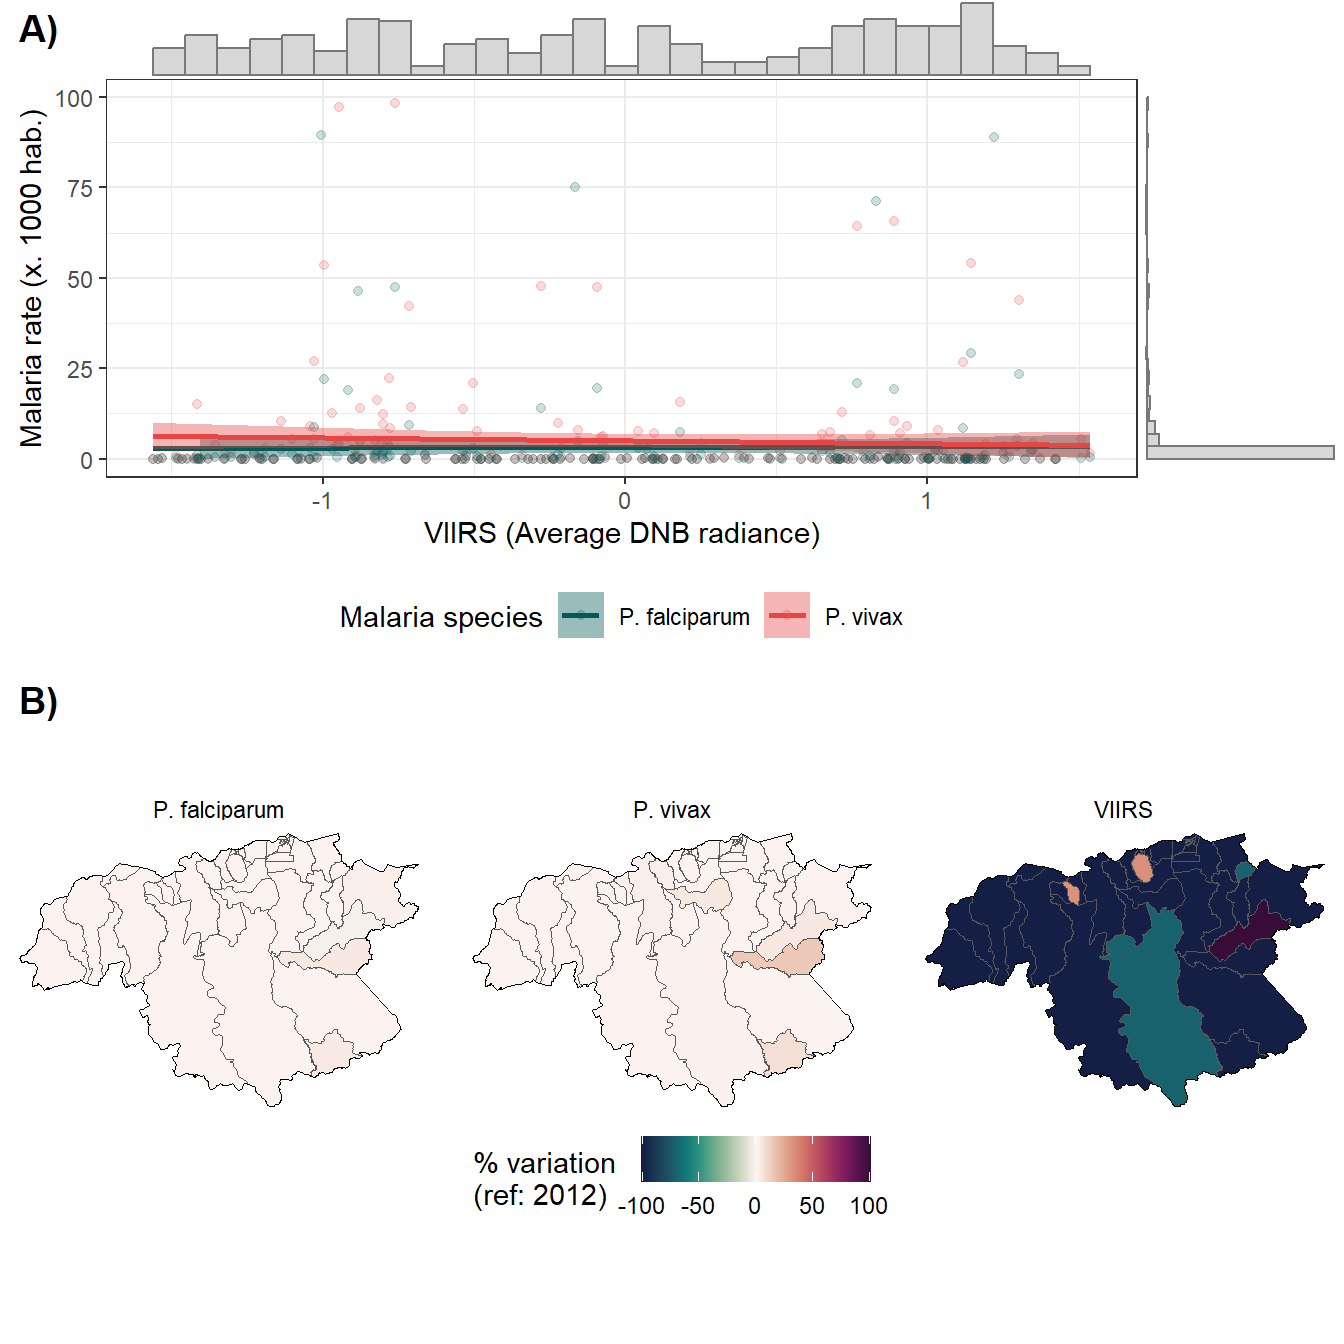 A)
Malaria rate (x. 1000 hab.)
100
75
50
25
0
-1
0
1
VIIRS (Average DNB radiance)
Malaria species
P. falciparum
P. vivax
B)
P. falciparum
P. vivax
VIIRS
% variation
(ref: 2012)
-100
-50
0
50
100